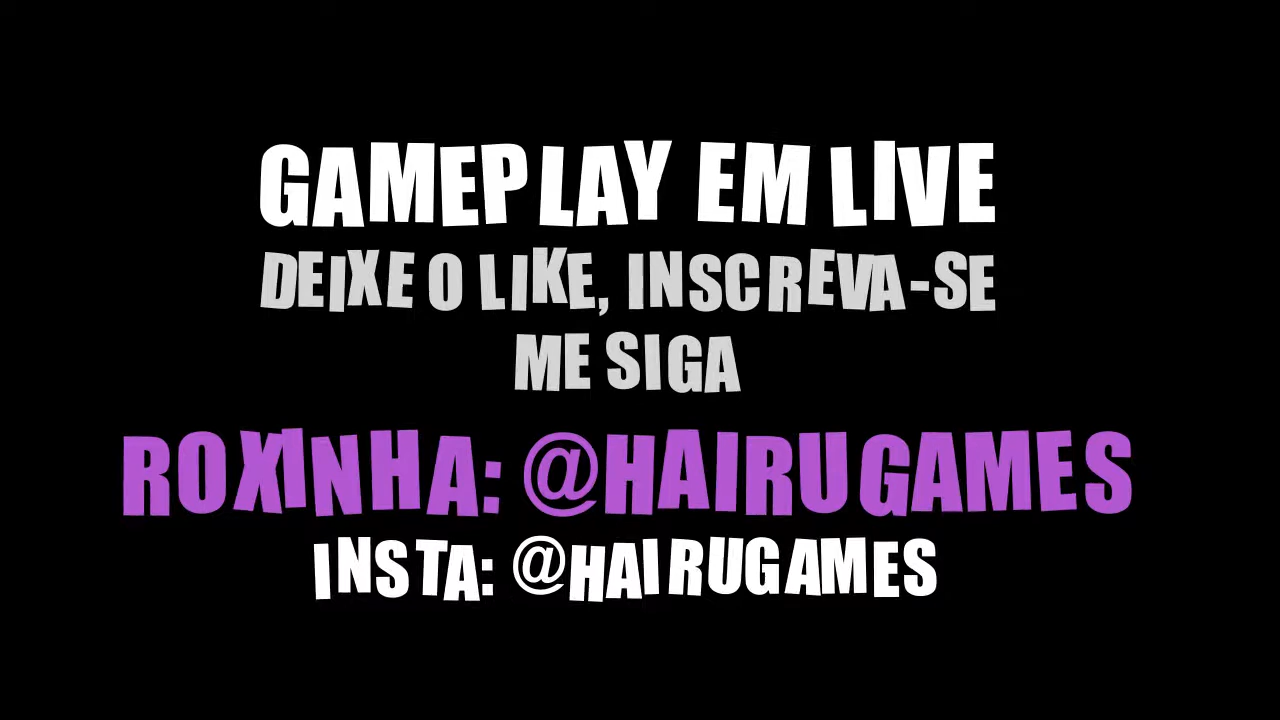 GAMEPLAY EM LIVE
DEIXE O LIKE, INSCREVA-SE
ME SIGA
ROXINHA: @HAIRUGAMES
INSTA: @HAIRUGAMES